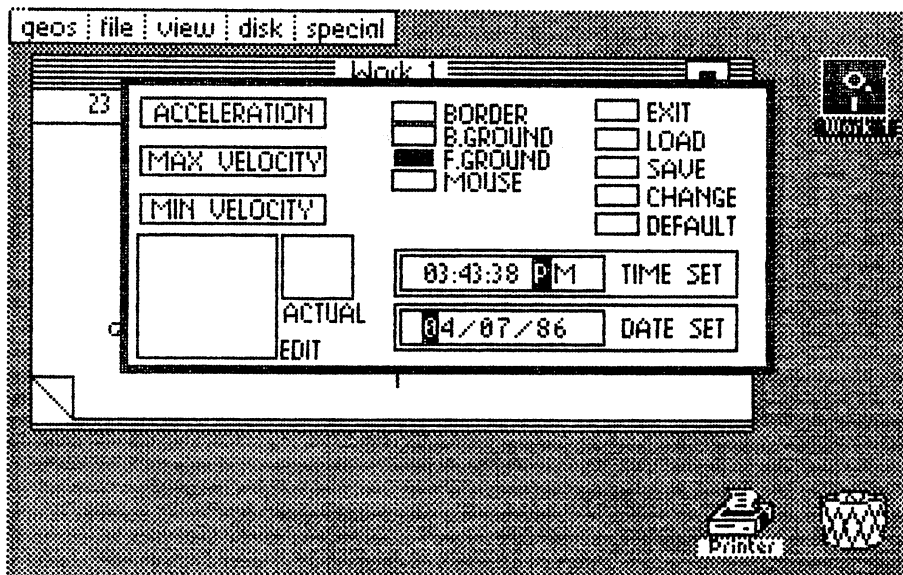 geos file view disk special
Work 1
23
ACCELERATION
MAX VELOCITY
MIN VELOCITY
BORDER
B.GROUND
F.GROUND
MOUSE
EXIT
LOAD
SAVE
CHANGE
DEFAULT
03:43:38 PM TIME SET
04/07/86 DATE SET
ACTUAL
EDIT
Printer